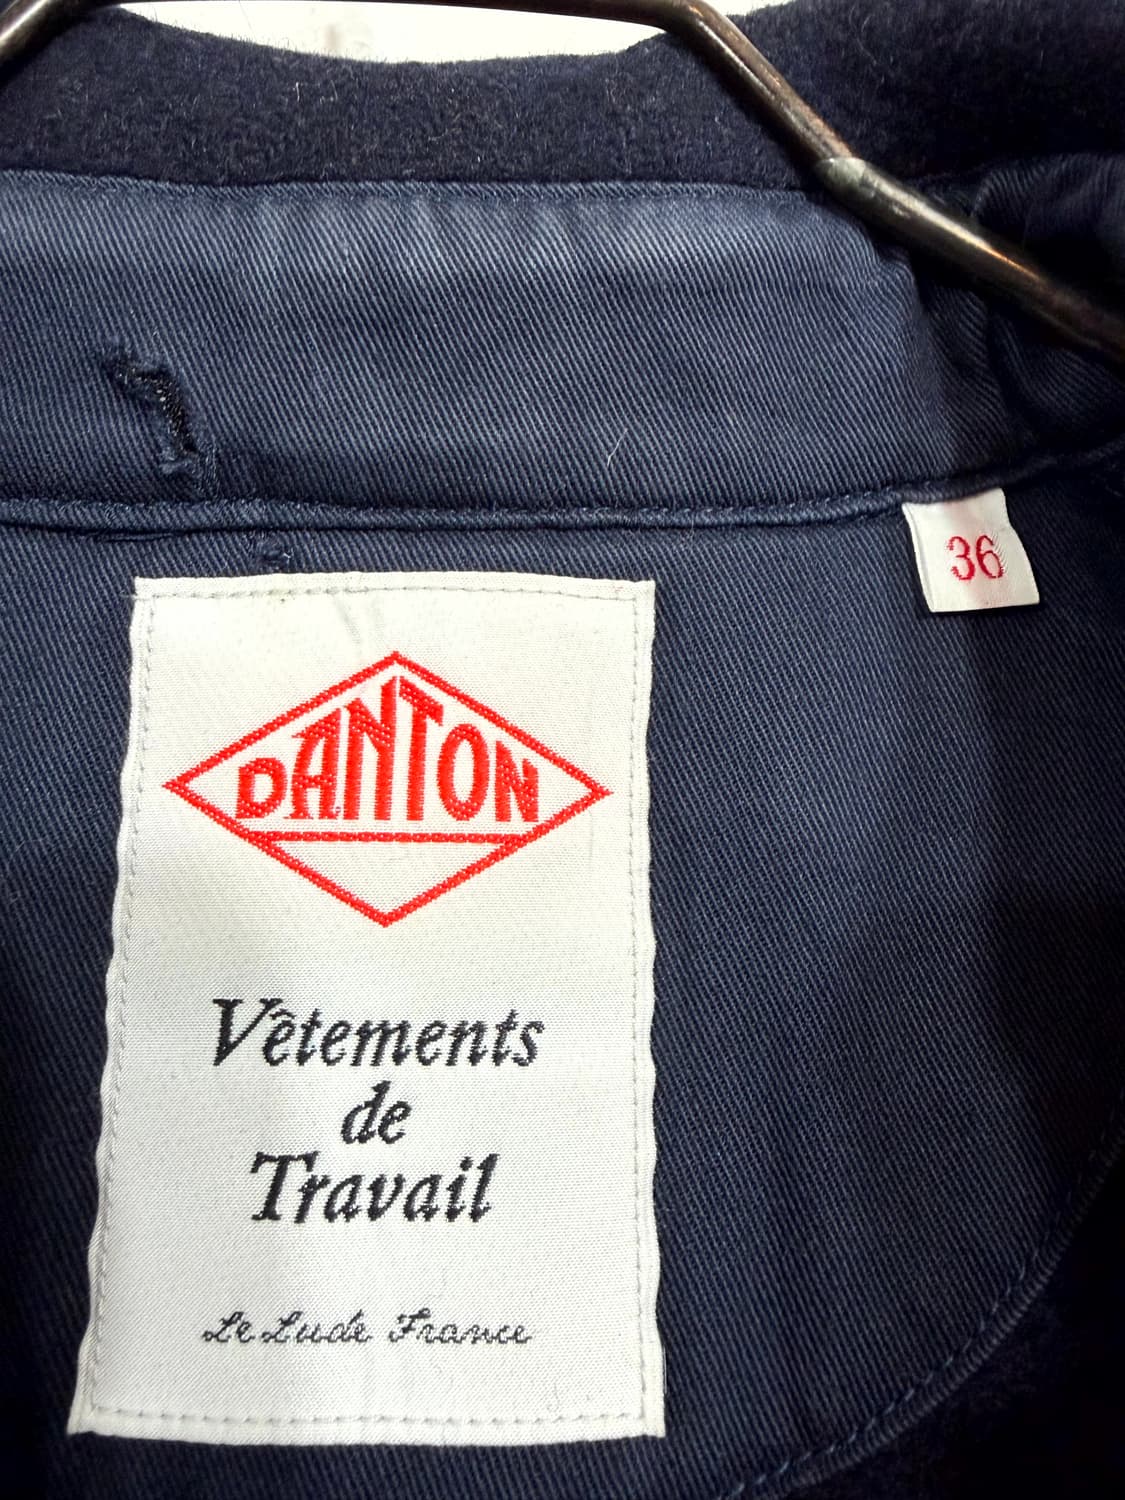 36
DANTON
Vêtements
de
Travail
Le Lude France